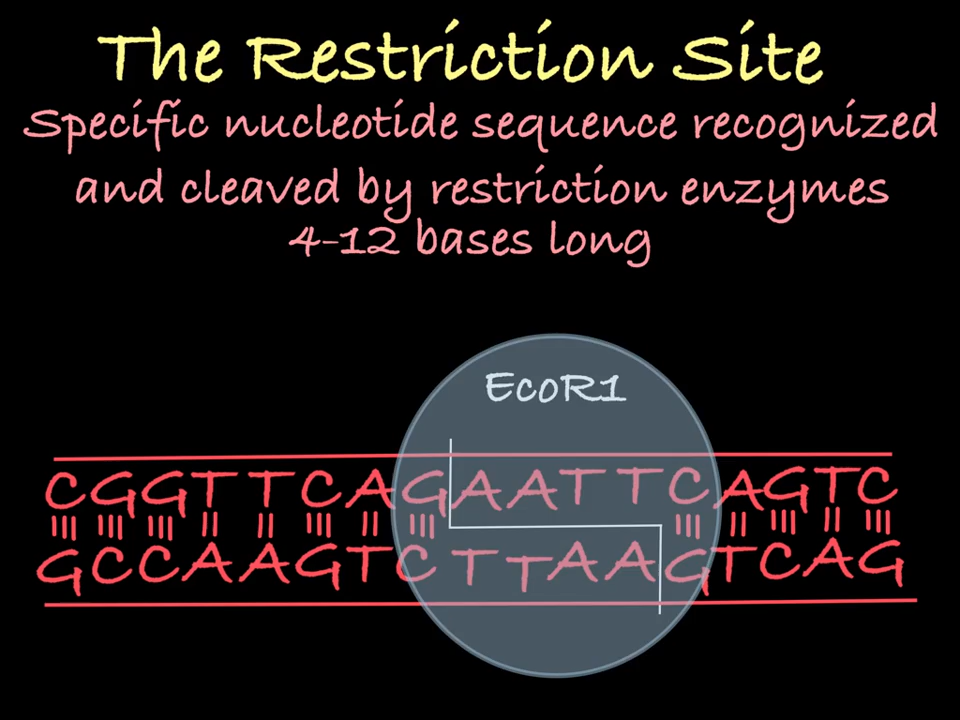 The Restriction Site
Specific nucleotide sequence recognized
and cleaved by restriction enzymes
4-12 bases long
EcoR1
CGGTTCAGAATTCAGTC
GCCAAGTCTTAAGTCAG